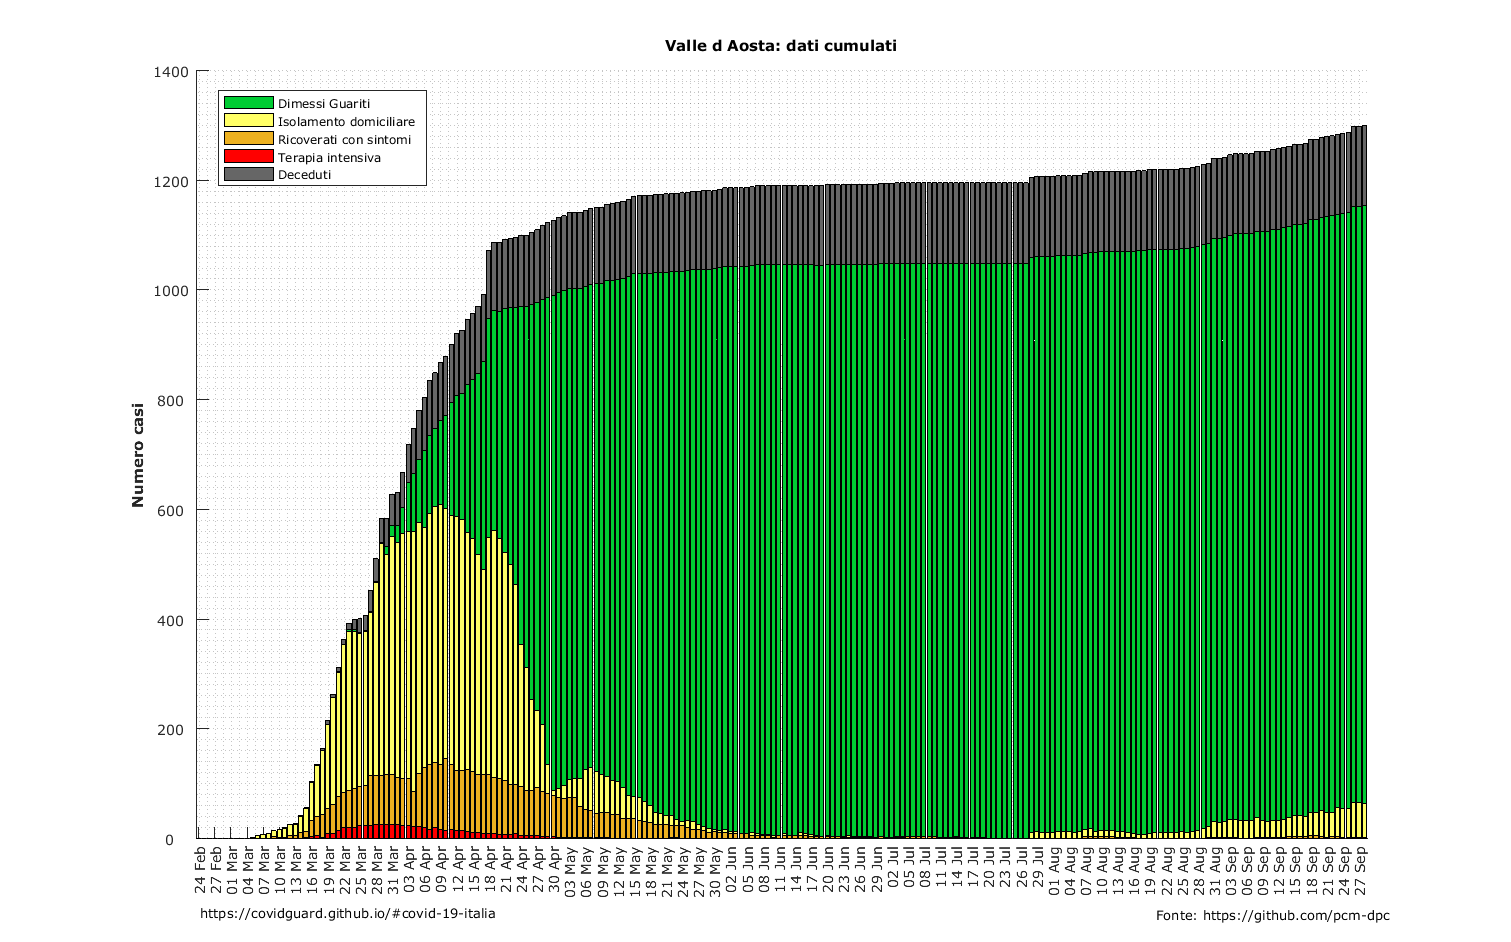 Valle d Aosta: dati cumulati
1400
1200
1000
800
600
400
200
0
Numero casi
Dimessi Guariti
Isolamento domiciliare
Ricoverati con sintomi
Terapia intensiva
Deceduti
24 Feb
27 Feb
01 Mar
04 Mar
07 Mar
10 Mar
13 Mar
16 Mar
19 Mar
22 Mar
25 Mar
28 Mar
31 Mar
03 Apr
06 Apr
09 Apr
12 Apr
15 Apr
18 Apr
21 Apr
24 Apr
27 Apr
30 Apr
03 May
06 May
09 May
12 May
15 May
18 May
21 May
24 May
27 May
30 May
02 Jun
05 Jun
08 Jun
11 Jun
14 Jun
17 Jun
20 Jun
23 Jun
26 Jun
29 Jun
02 Jul
05 Jul
08 Jul
11 Jul
14 Jul
17 Jul
20 Jul
23 Jul
26 Jul
29 Jul
01 Aug
04 Aug
07 Aug
10 Aug
13 Aug
16 Aug
19 Aug
22 Aug
25 Aug
28 Aug
31 Aug
03 Sep
06 Sep
09 Sep
12 Sep
15 Sep
18 Sep
21 Sep
24 Sep
27 Sep
https://covidguard.github.io/#covid-19-italia
Fonte: https://github.com/pcm-dpc